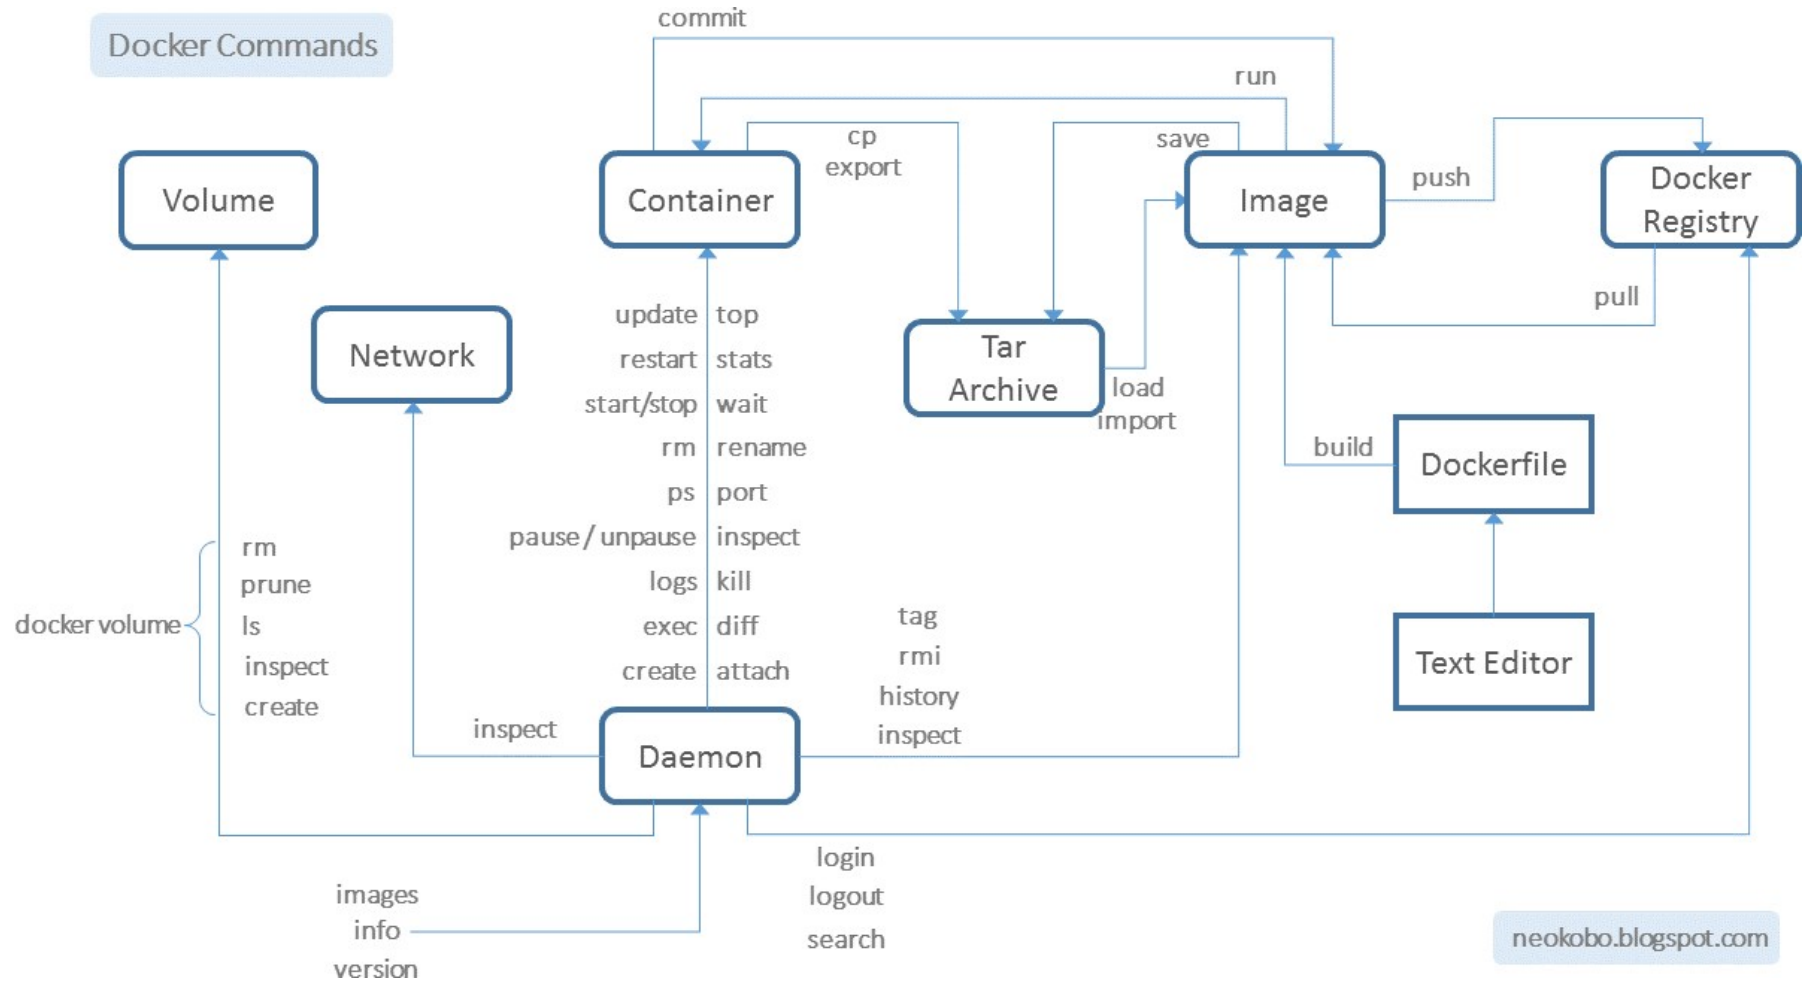 Docker Commands
commit
run
cp
export
save
Volume
Container
Image
push
Docker
Registry
pull
Network
update top
restart stats
start/stop wait
rm rename
ps port
pause / unpause inspect
logs kill
exec diff
create attach
Tar
Archive
load
import
build
Dockerfile
Text Editor
docker volume
rm
prune
ls
inspect
create
tag
rmi
history
inspect
inspect
Daemon
login
logout
search
images
info
version
neokobo.blogspot.com